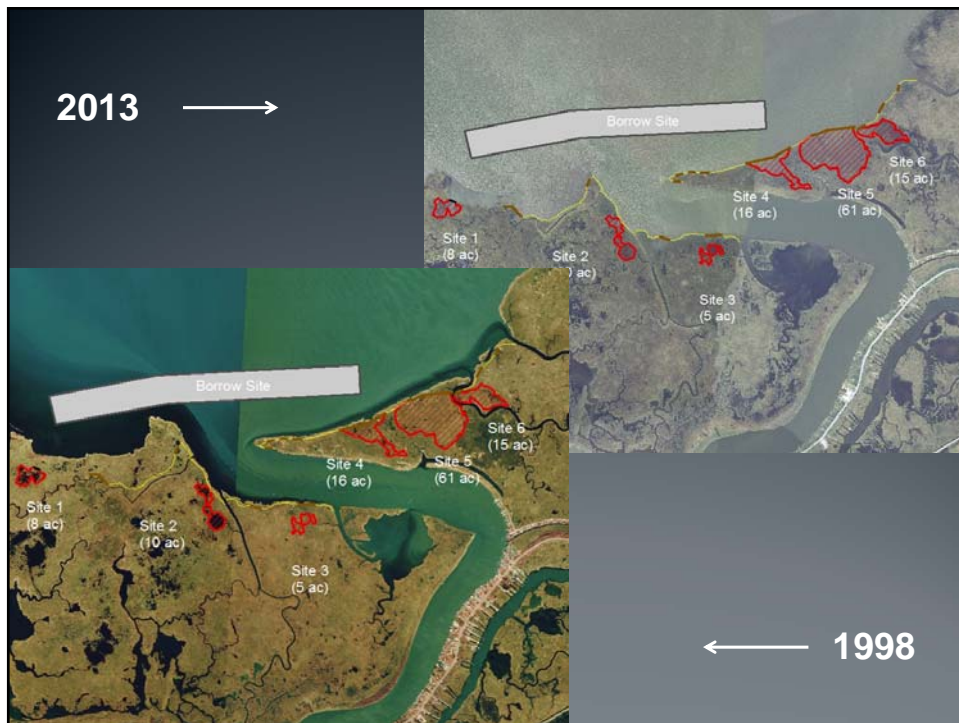 2013
Borrow Site
Site 6
(15 ac)
Site 4
(16 ac)
Site 5
(61 ac)
Site 1
(8 ac)
Site 2
Site 3
(5 ac)
Borrow Site
Site 6
(15 ac)
Site 4
(16 ac)
Site 5
(61 ac)
Site 1
(8 ac)
Site 2
(10 ac)
Site 3
(5 ac)
1998